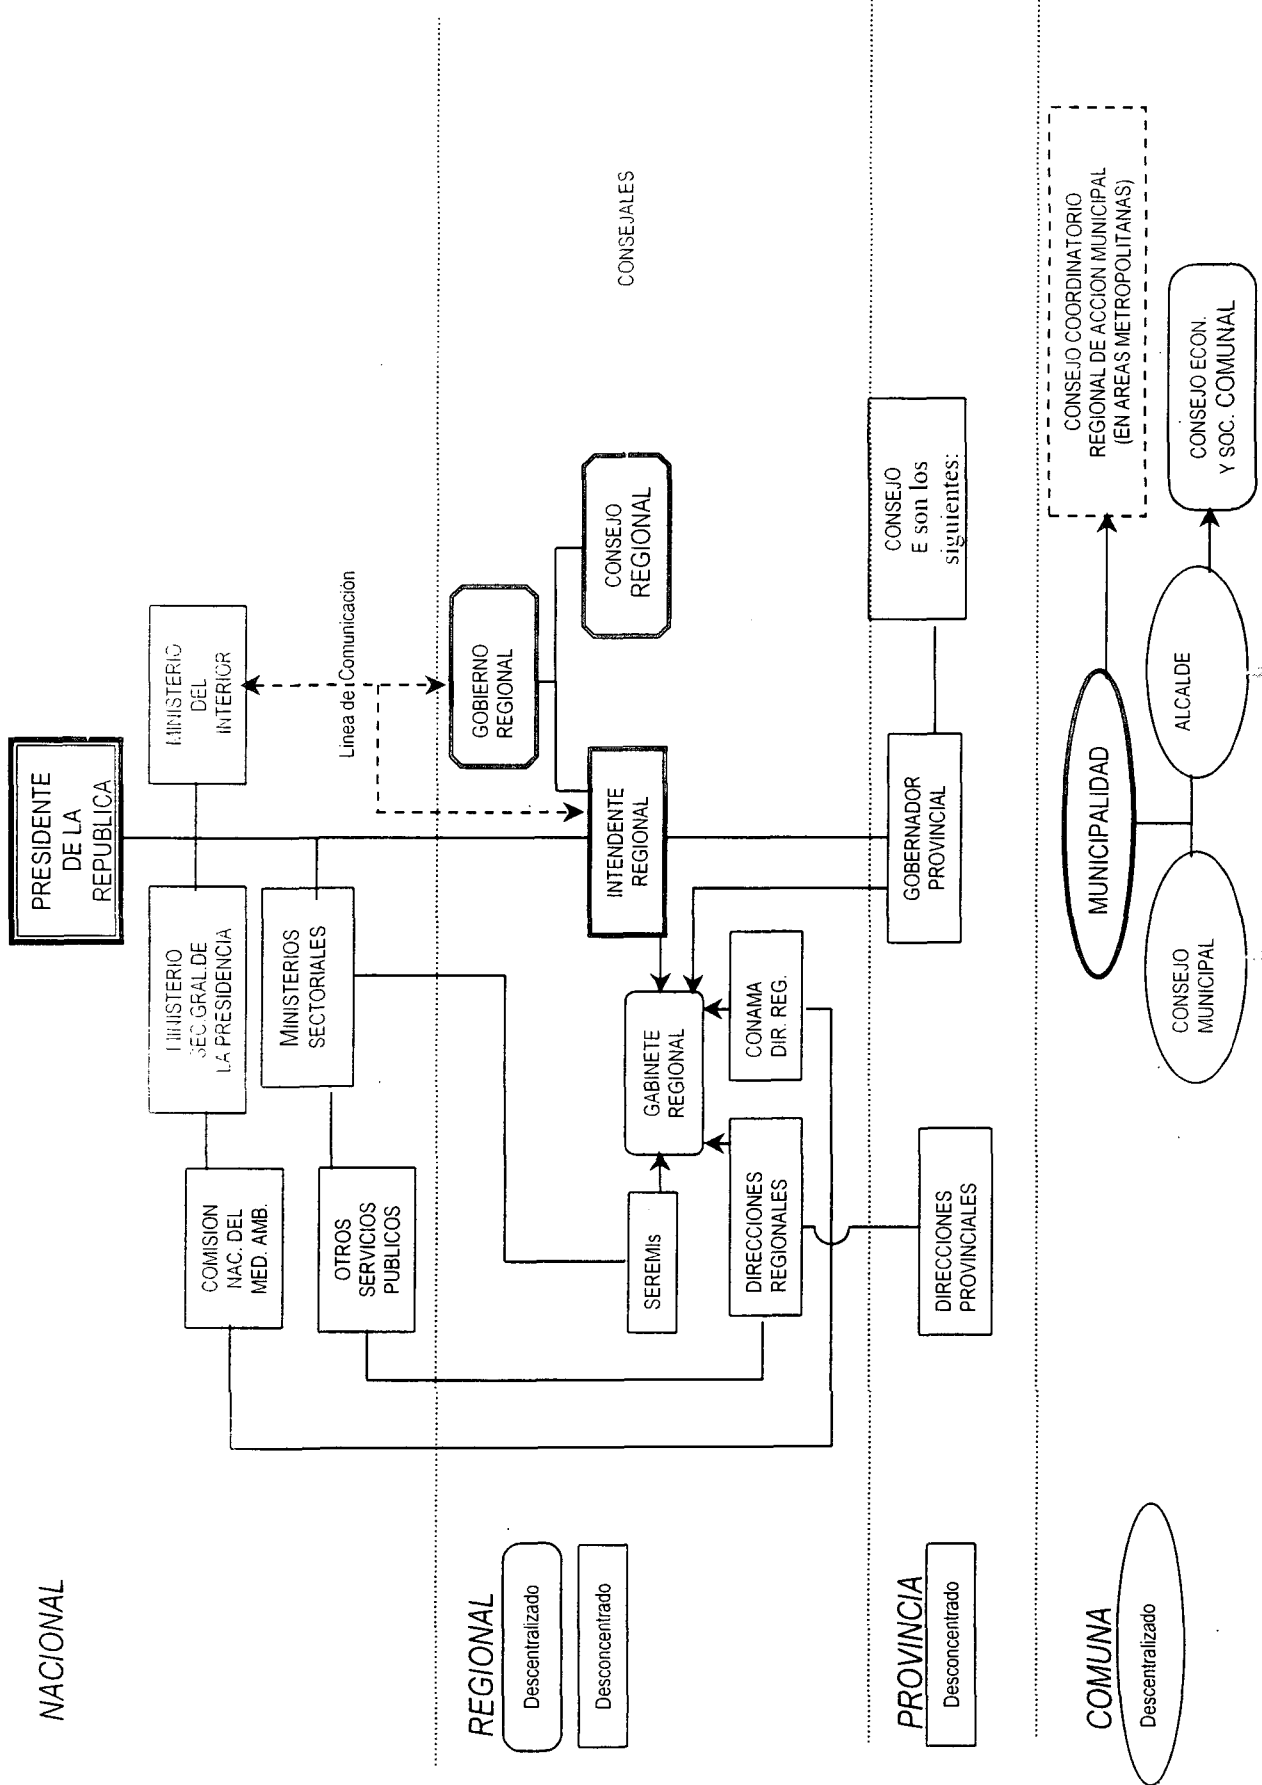 NACIONAL
PRESIDENTE
DE LA
REPUBLICA
MINISTERIO
SEC.GRAL.DE
LA PRESIDENCIA
MINISTERIO
DEL
INTERIOR
COMISION
NAC. DEL
MED. AMB.
MINISTERIOS
SECTORIALES
OTROS
SERVICIOS
PUBLICOS
Linea de Comunicación
REGIONAL
Descentralizado
Desconcentrado
GOBIERNO
REGIONAL
INTENDENTE
REGIONAL
CONSEJO
REGIONAL
CONSEJALES
SEREMIs
GABINETE
REGIONAL
DIRECCIONES
REGIONALES
CONAMA
DIR. REG.
PROVINCIA
Desconcentrado
DIRECCIONES
PROVINCIALES
GOBERNADOR
PROVINCIAL
CONSEJO
E son los
siguientes:
COMUNA
Descentralizado
MUNICIPALIDAD
CONSEJO COORDINATORIO
REGIONAL DE ACCION MUNICIPAL
(EN AREAS METROPOLITANAS)
CONSEJO
MUNICIPAL
ALCALDE
CONSEJO ECON.
Y SOC. COMUNAL